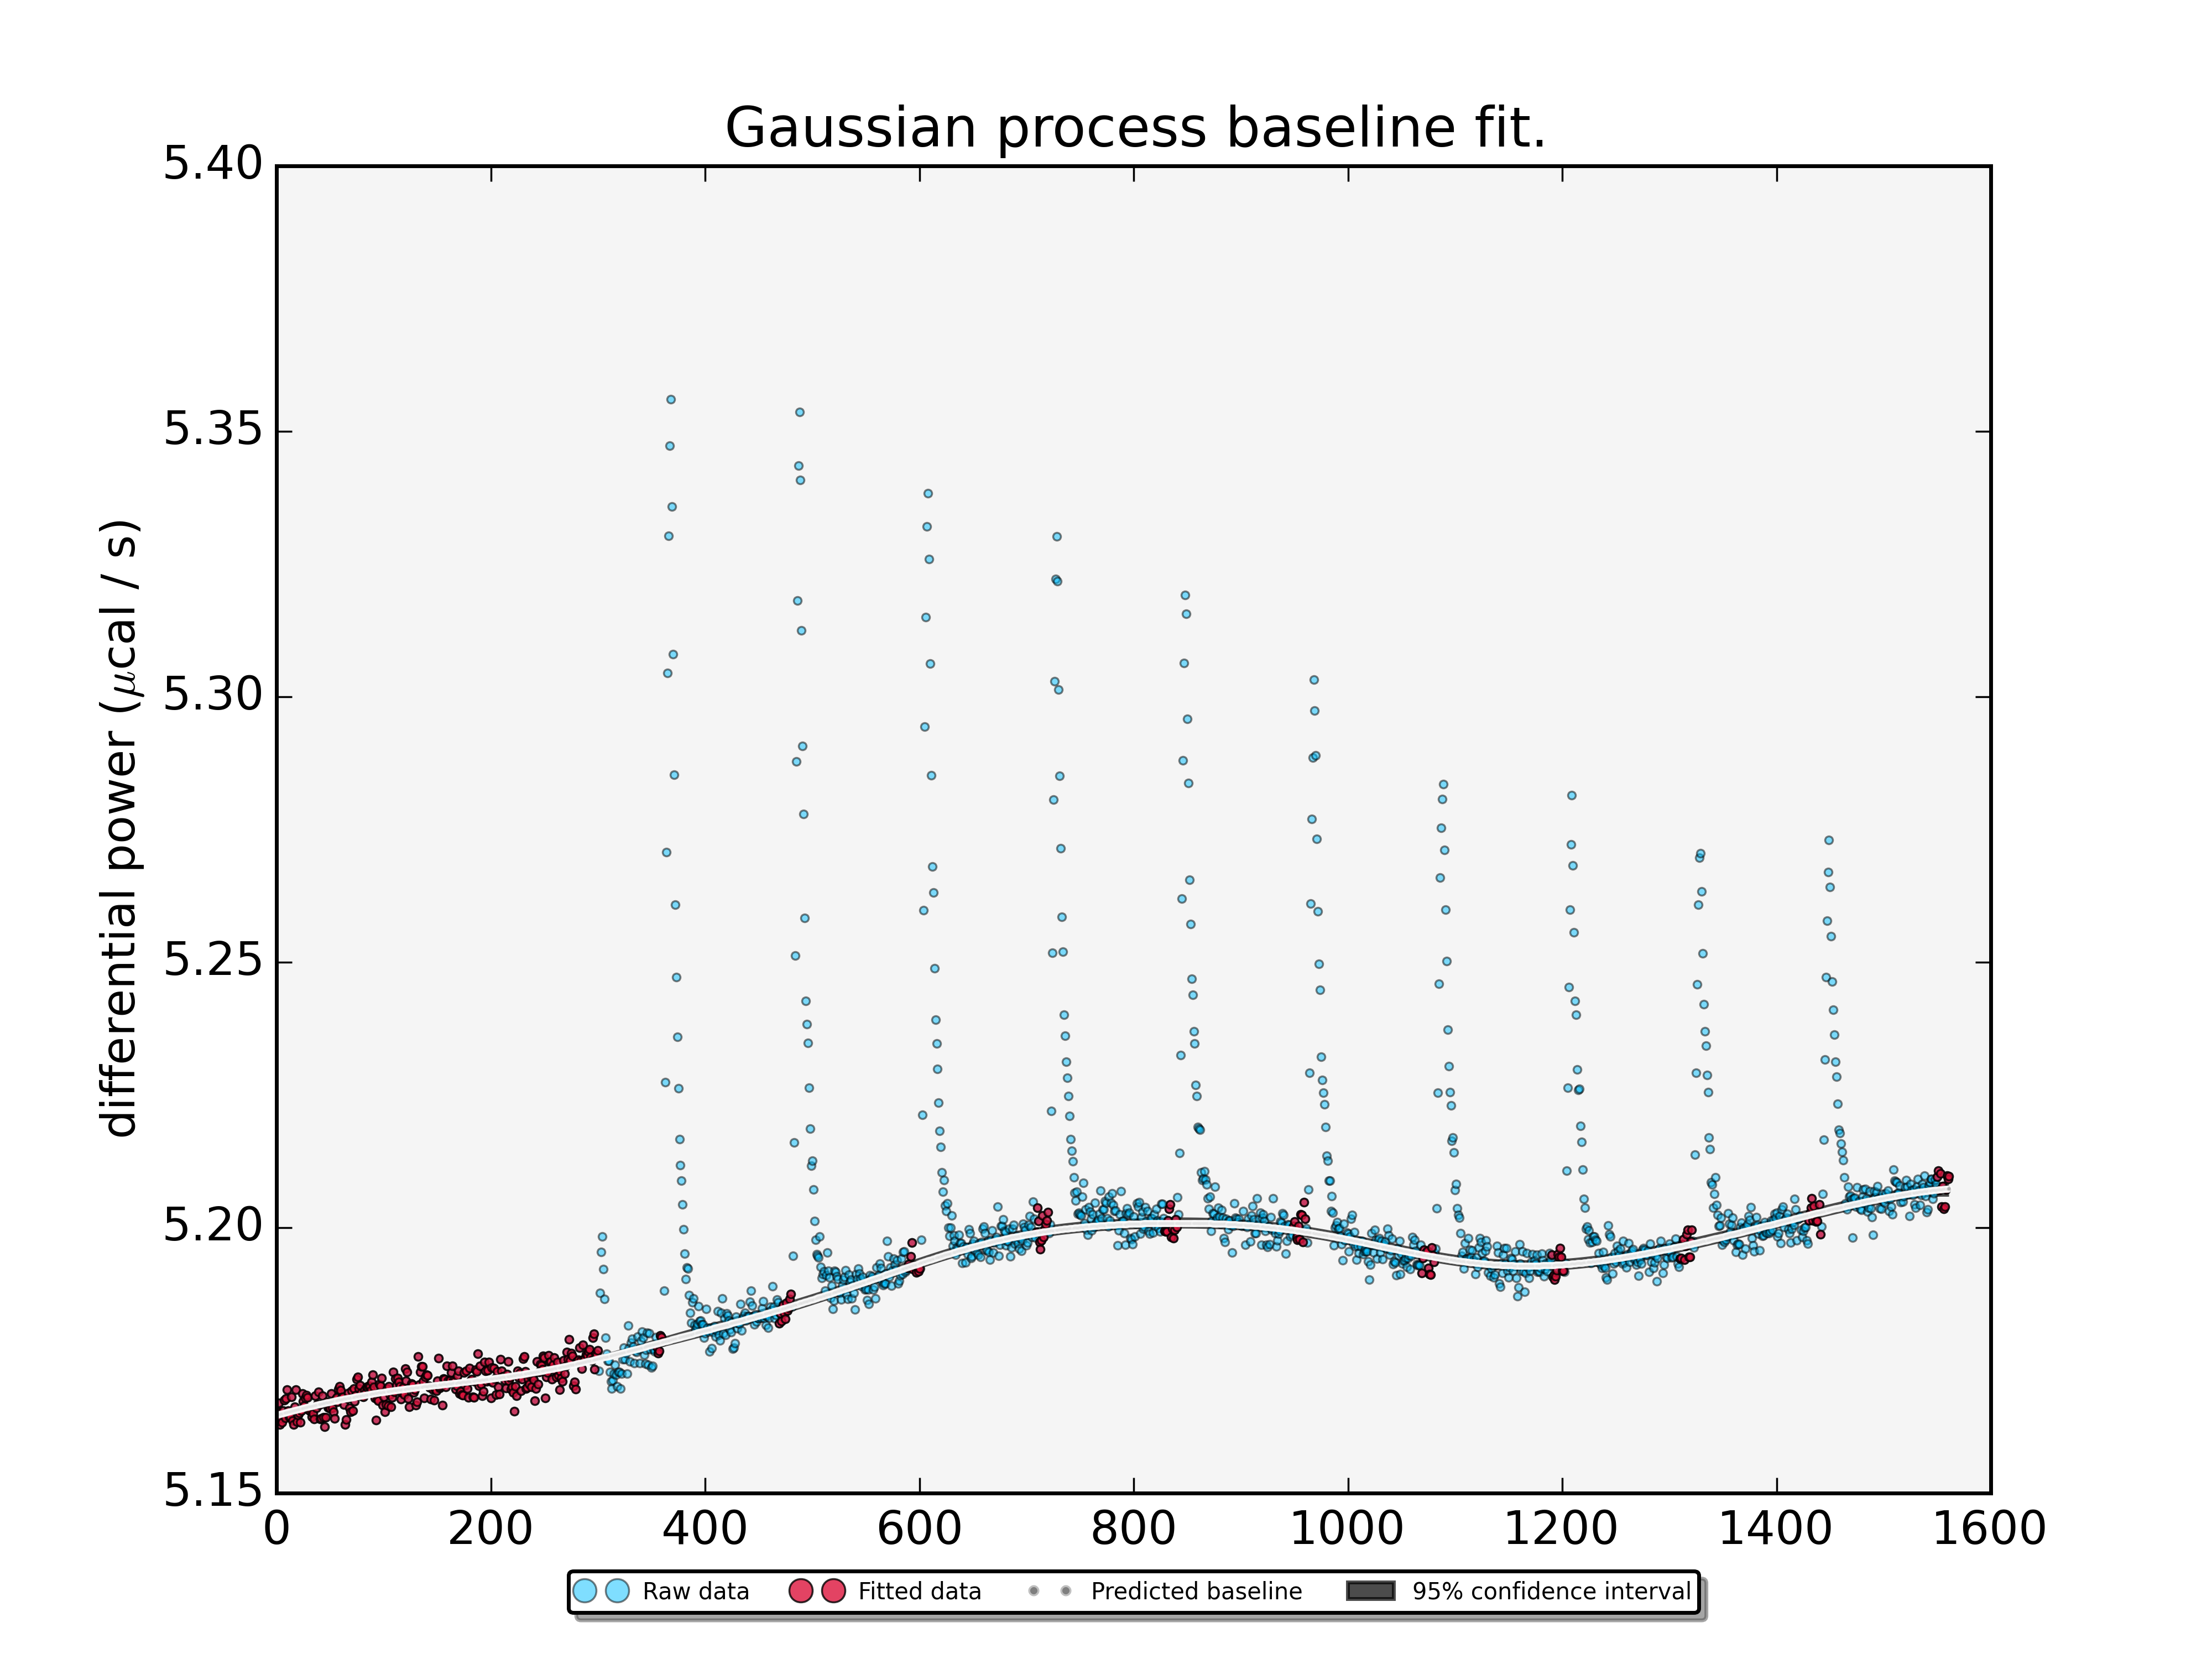 Gaussian process baseline fit.
5.40
5.35
5.30
5.25
5.20
5.15
differential power (μcal / s)
0 200 400 600 800 1000 1200 1400 1600
Raw data Fitted data Predicted baseline 95% confidence interval